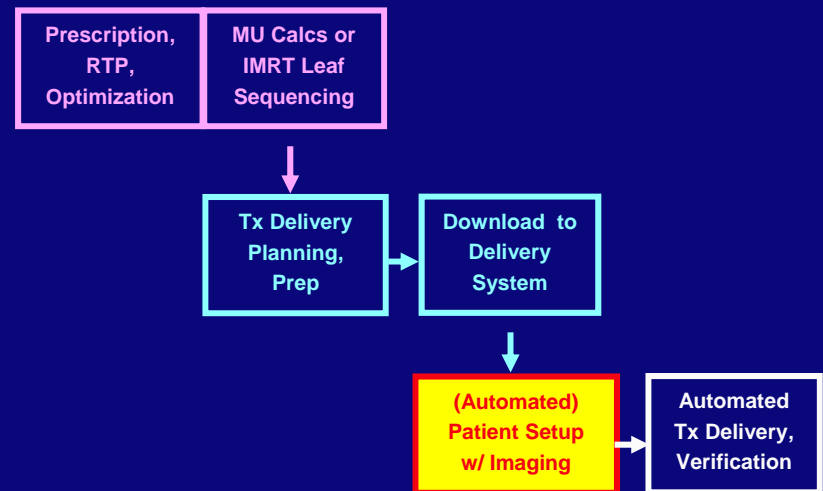 Prescription,
RTP,
Optimization
MU Calcs or
IMRT Leaf
Sequencing
Tx Delivery
Planning,
Prep
Download to
Delivery
System
(Automated)
Patient Setup
w/ Imaging
Automated
Tx Delivery,
Verification